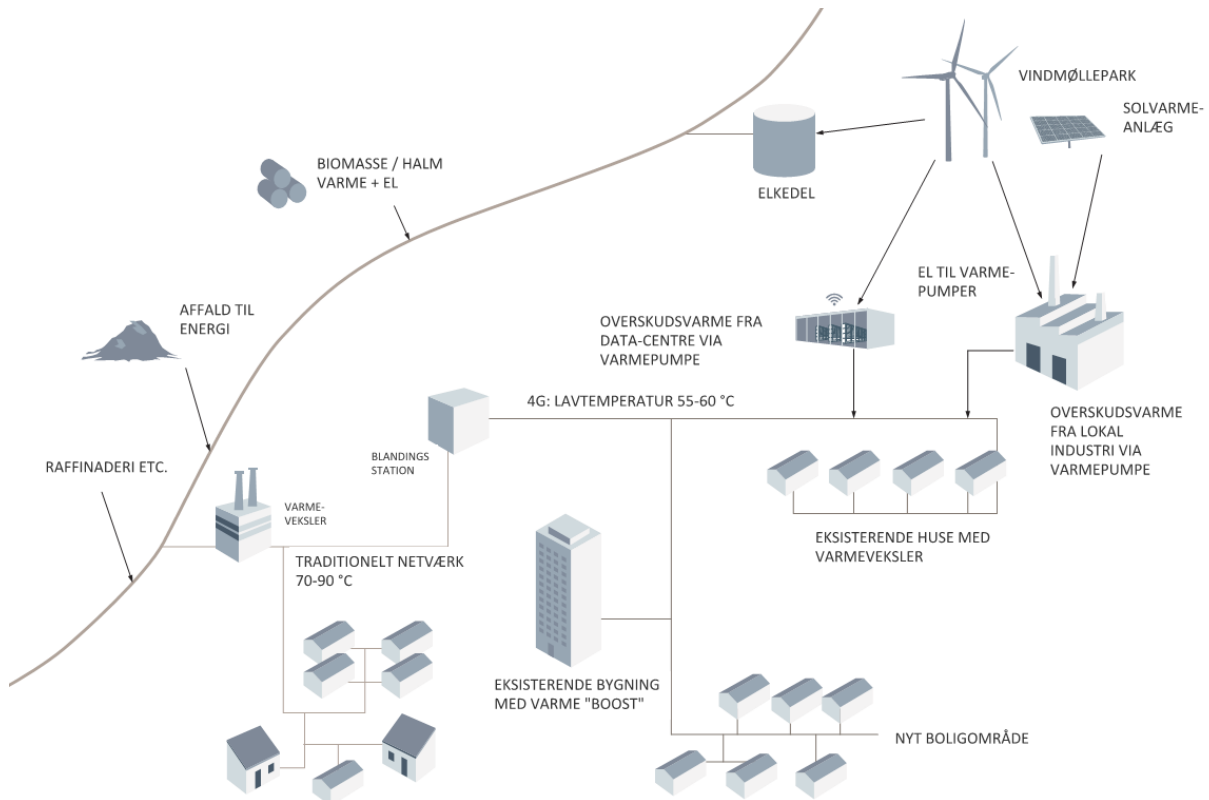 VINDMØLLEPARK
SOLVARME-
ANLÆG
BIOMASSE / HALM
VARME + EL
ELKEDEL
EL TIL VARME-
PUMPER
AFFALD TIL
ENERGI
OVERSKUDSVARME FRA
DATA-CENTRE VIA
VARMEPUMPE
4G: LAVTEMPERATUR 55-60 °C
OVERSKUDSVARME
FRA LOKAL
INDUSTRI VIA
VARMEPUMPE
BLANDINGS
STATION
RAFFINADERI ETC.
VARME-
VEKSLER
EKSISTERENDE HUSE MED
VARMEVEKSLER
TRADITIONELT NETVÆRK
70-90 °C
EKSISTERENDE BYGNING
MED VARME "BOOST"
NYT BOLIGOMRÅDE